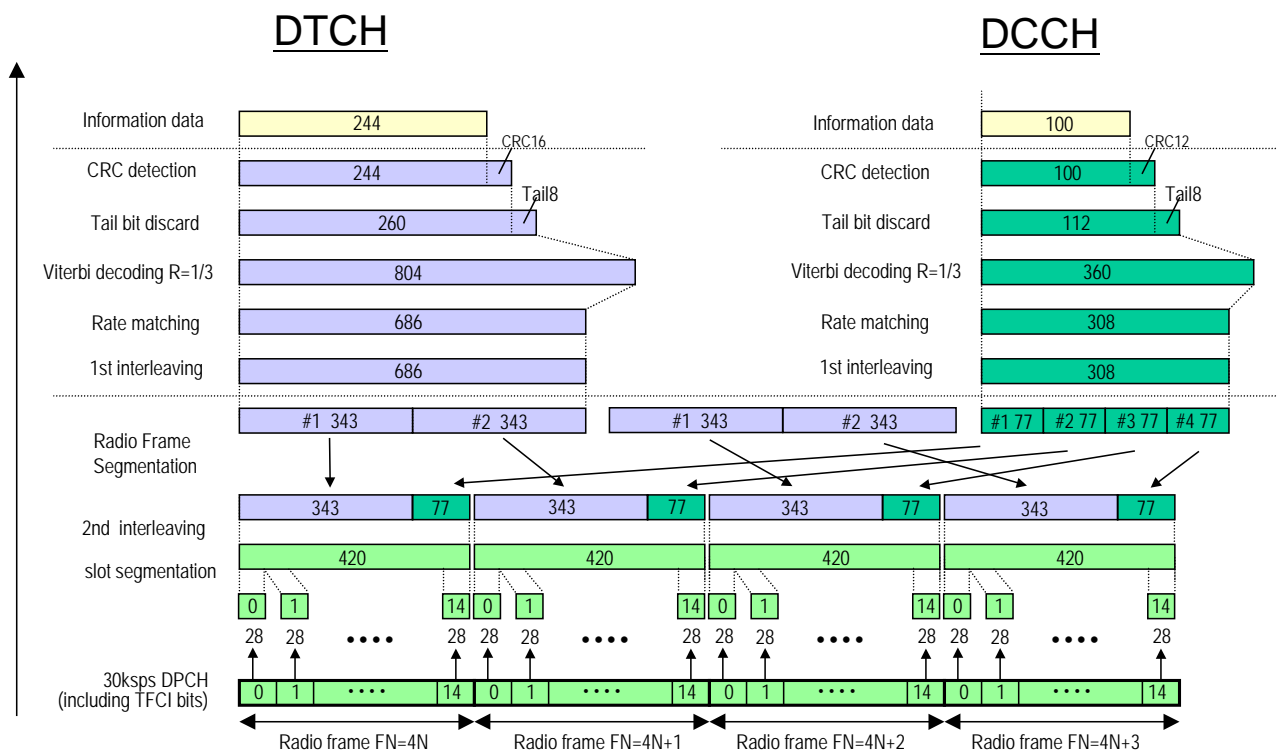 DTCH DCCH
Information data 244 Information data 100
CRC16 CRC12
CRC detection 244 CRC detection 100
Tail8 Tail8
Tail bit discard 260 Tail bit discard 112
Viterbi decoding R=1/3 804 Viterbi decoding R=1/3 360
Rate matching 686 Rate matching 308
1st interleaving 686 1st interleaving 308
#1 343 #2 343 #1 343 #2 343 #1 77 #2 77 #3 77 #4 77
Radio Frame
Segmentation
343 77 343 77 343 77 343 77
2nd interleaving
420 420 420 420
slot segmentation
0 1 14 0 1 14 0 1 14 0 1 14
28 28 •••• 28 28 28 •••• 28 28 28 •••• 28 28 28 •••• 28
30ksps DPCH
(including TFCI bits)
0 1 •••• 14 0 1 •••• 14 0 1 •••• 14 0 1 •••• 14
Radio frame FN=4N Radio frame FN=4N+1 Radio frame FN=4N+2 Radio frame FN=4N+3